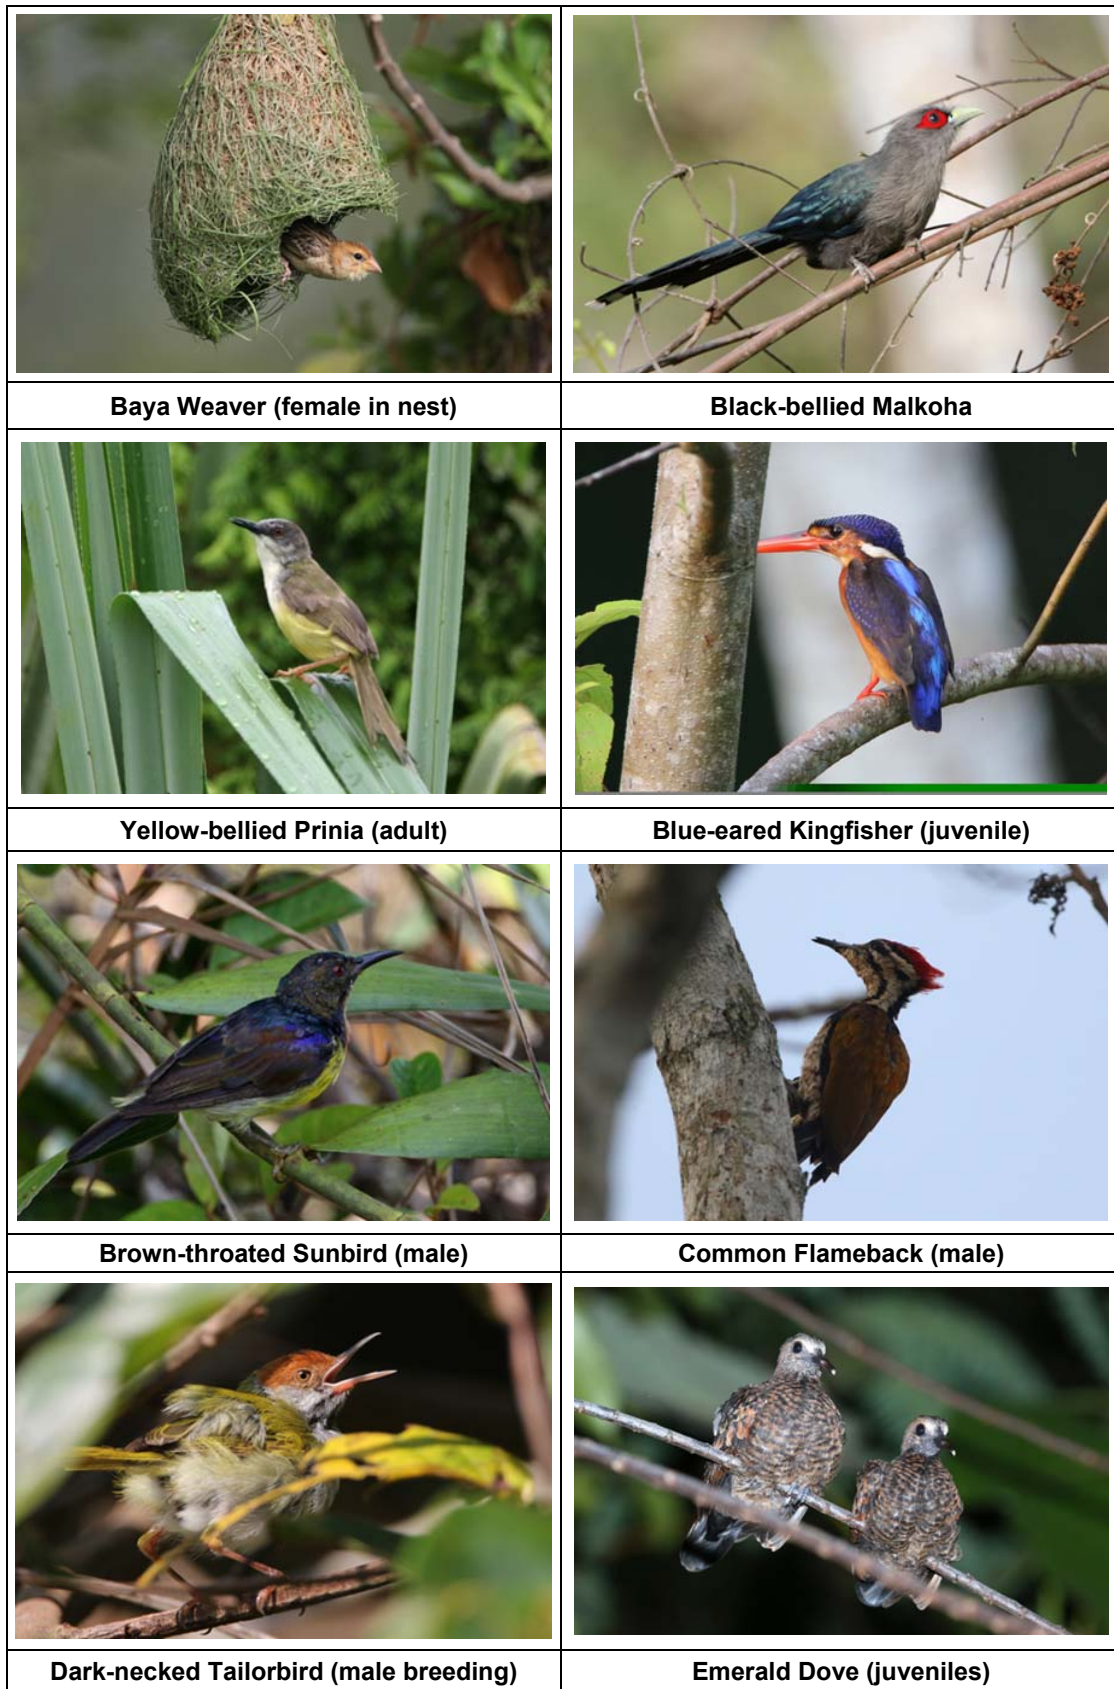 Baya Weaver (female in nest)
Black-bellied Malkoha
Yellow-bellied Prinia (adult)
Blue-eared Kingfisher (juvenile)
Brown-throated Sunbird (male)
Common Flameback (male)
Dark-necked Tailorbird (male breeding)
Emerald Dove (juveniles)